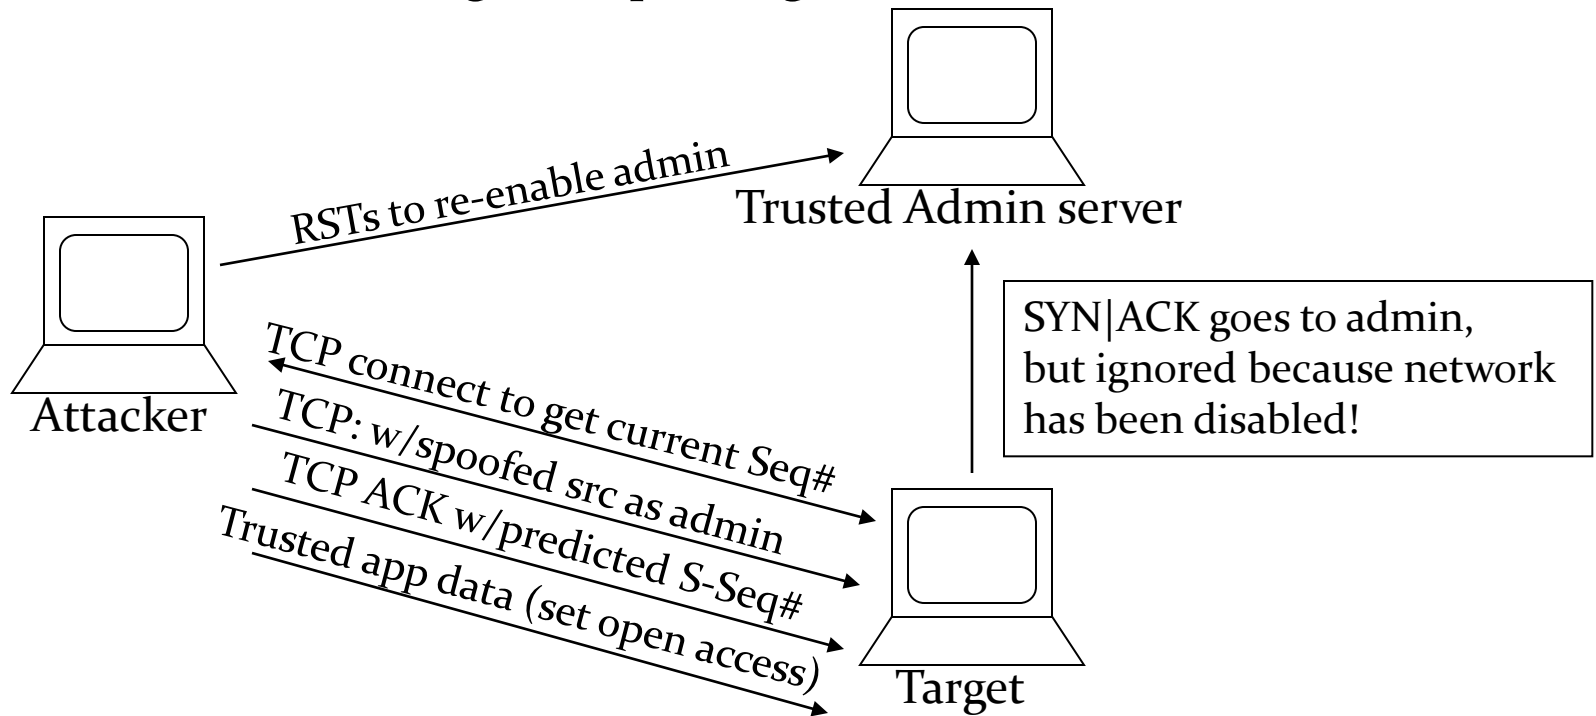 RSTs to re-enable admin
Trusted Admin server
Attacker
SYN|ACK goes to admin,
but ignored because network
has been disabled!
TCP connect to get current Seq#
TCP: w/spoofed src as admin
TCP ACK w/predicted S-Seq#
Trusted app data (set open access)
Target